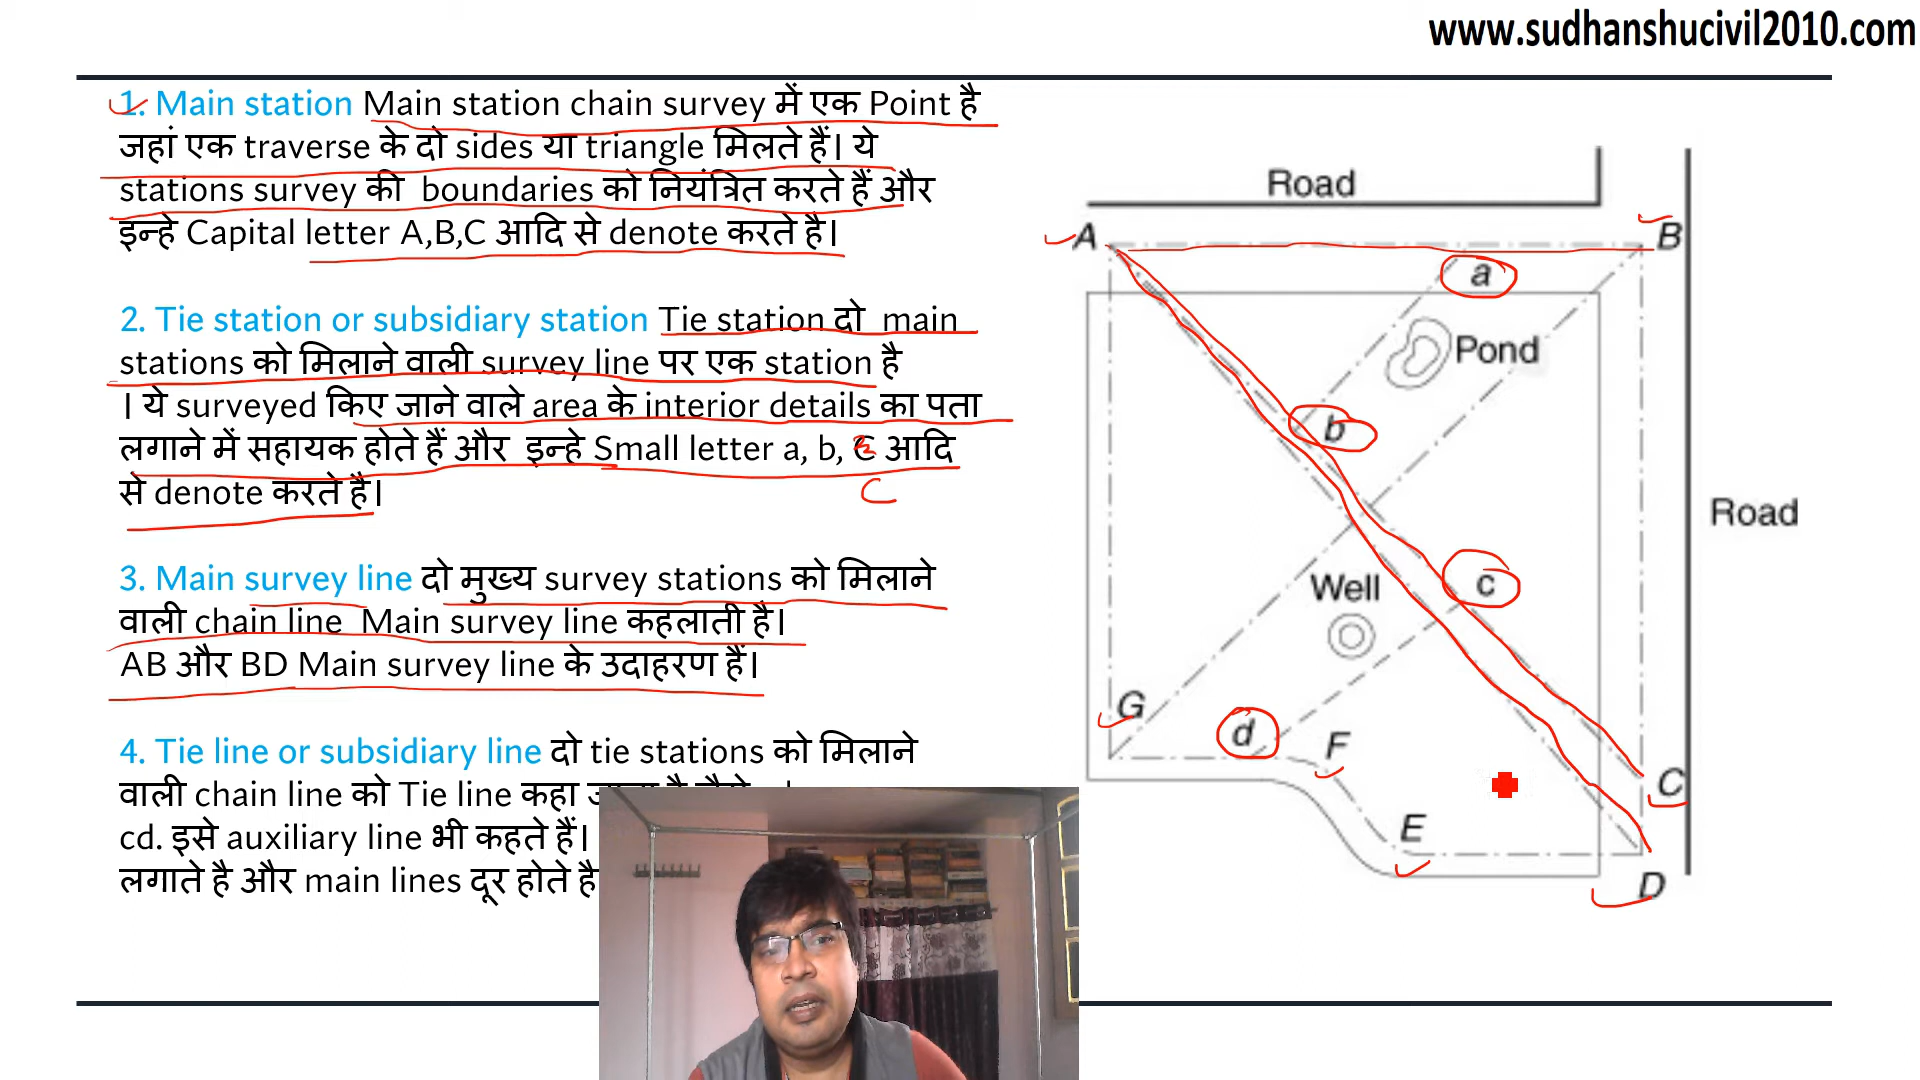 www.sudhanshucivil2010.com
1. Main station Main station chain survey में एक Point है
जहां एक traverse के दो sides या triangle मिलते हैं। ये
stations survey की boundaries को नियंत्रित करते हैं और
इन्हे Capital letter A,B,C आदि से denote करते है।
2. Tie station or subsidiary station Tie station दो main
stations को मिलाने वाली survey line पर एक station है
। ये surveyed किए जाने वाले area के interior details का पता
लगाने में सहायक होते हैं और इन्हे Small letter a, b, C आदि
से denote करते है।
C
3. Main survey line दो मुख्य survey stations को मिलाने
वाली chain line Main survey line कहलाती है।
AB और BD Main survey line के उदाहरण हैं।
4. Tie line or subsidiary line दो tie stations को मिलाने
वाली chain line को Tie line कहा
cd. इसे auxiliary line भी कहते हैं।
लगाते है और main lines दूर होते है
Road
A
B
a
Pond
b
Road
Well
c
G
d
F
C
E
D